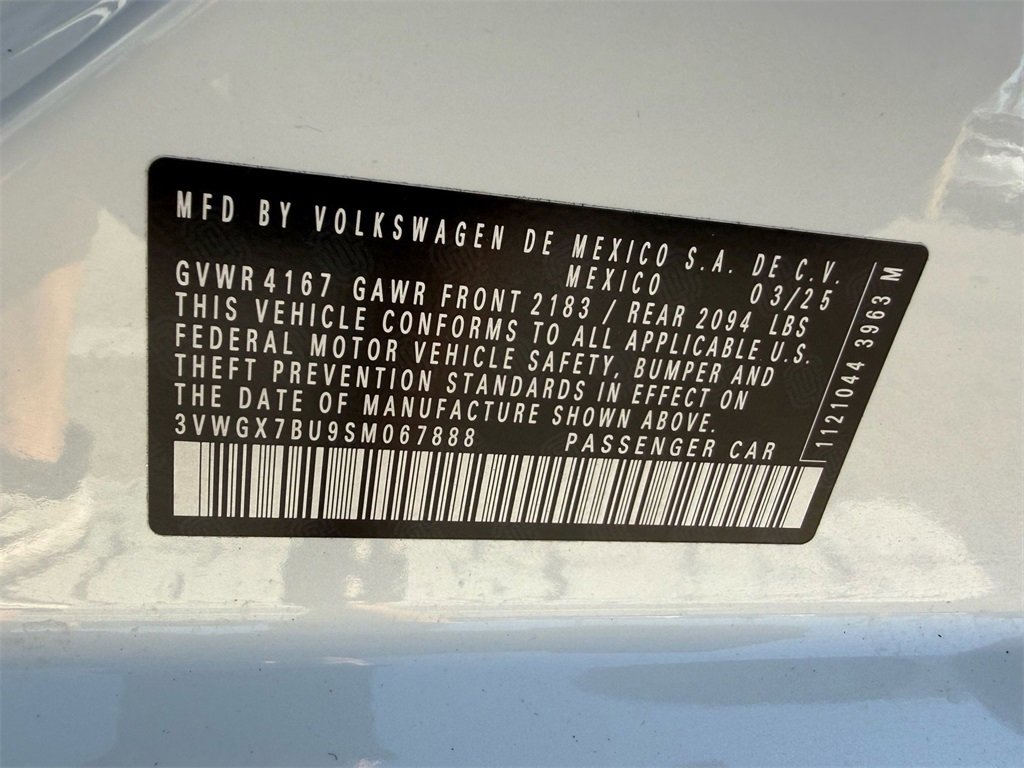 MFD BY VOLKSWAGEN DE MEXICO S.A. DE C.V.
MEXICO 03/25
GVWR 4167 GAWR FRONT 2183 / REAR 2094 LBS
THIS VEHICLE CONFORMS TO ALL APPLICABLE U.S.
FEDERAL MOTOR VEHICLE SAFETY, BUMPER AND
THEFT PREVENTION STANDARDS IN EFFECT ON
THE DATE OF MANUFACTURE SHOWN ABOVE.
3VWGX7BU9SM067888 PASSENGER CAR
1121044 3963 M